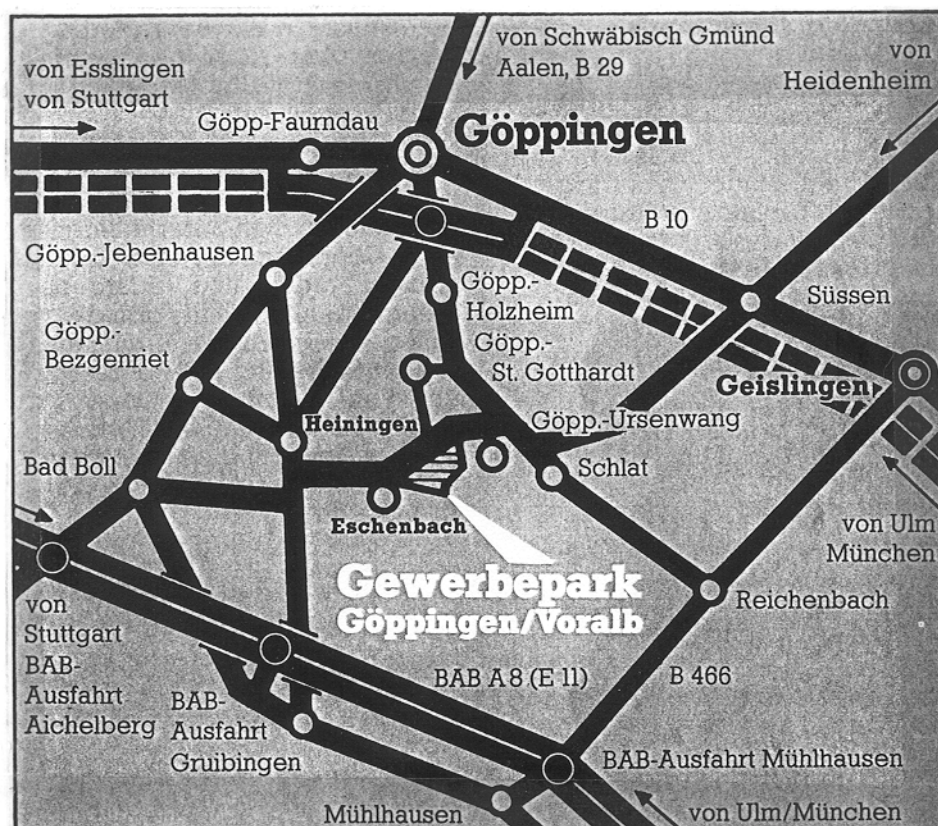 von Schwäbisch Gmünd
Aalen, B 29
von
Heidenheim
von Esslingen
von Stuttgart
Göpp-Faurndau
Göppingen
B 10
Göpp.-Jebenhausen
Göpp.-
Holzheim
Süssen
Göpp.-
Bezgenriet
Göpp.-
St. Gotthardt
Geislingen
Heiningen
Göpp.-Ursenwang
Bad Boll
Schlat
Eschenbach
von Ulm
München
Gewerbepark
Göppingen/Voralb
Reichenbach
von
Stuttgart
BAB-
Ausfahrt
Aichelberg
BAB A 8 (E 11)
B 466
BAB-
Ausfahrt
Gruibingen
BAB-Ausfahrt Mühlhausen
Mühlhausen
von Ulm/München